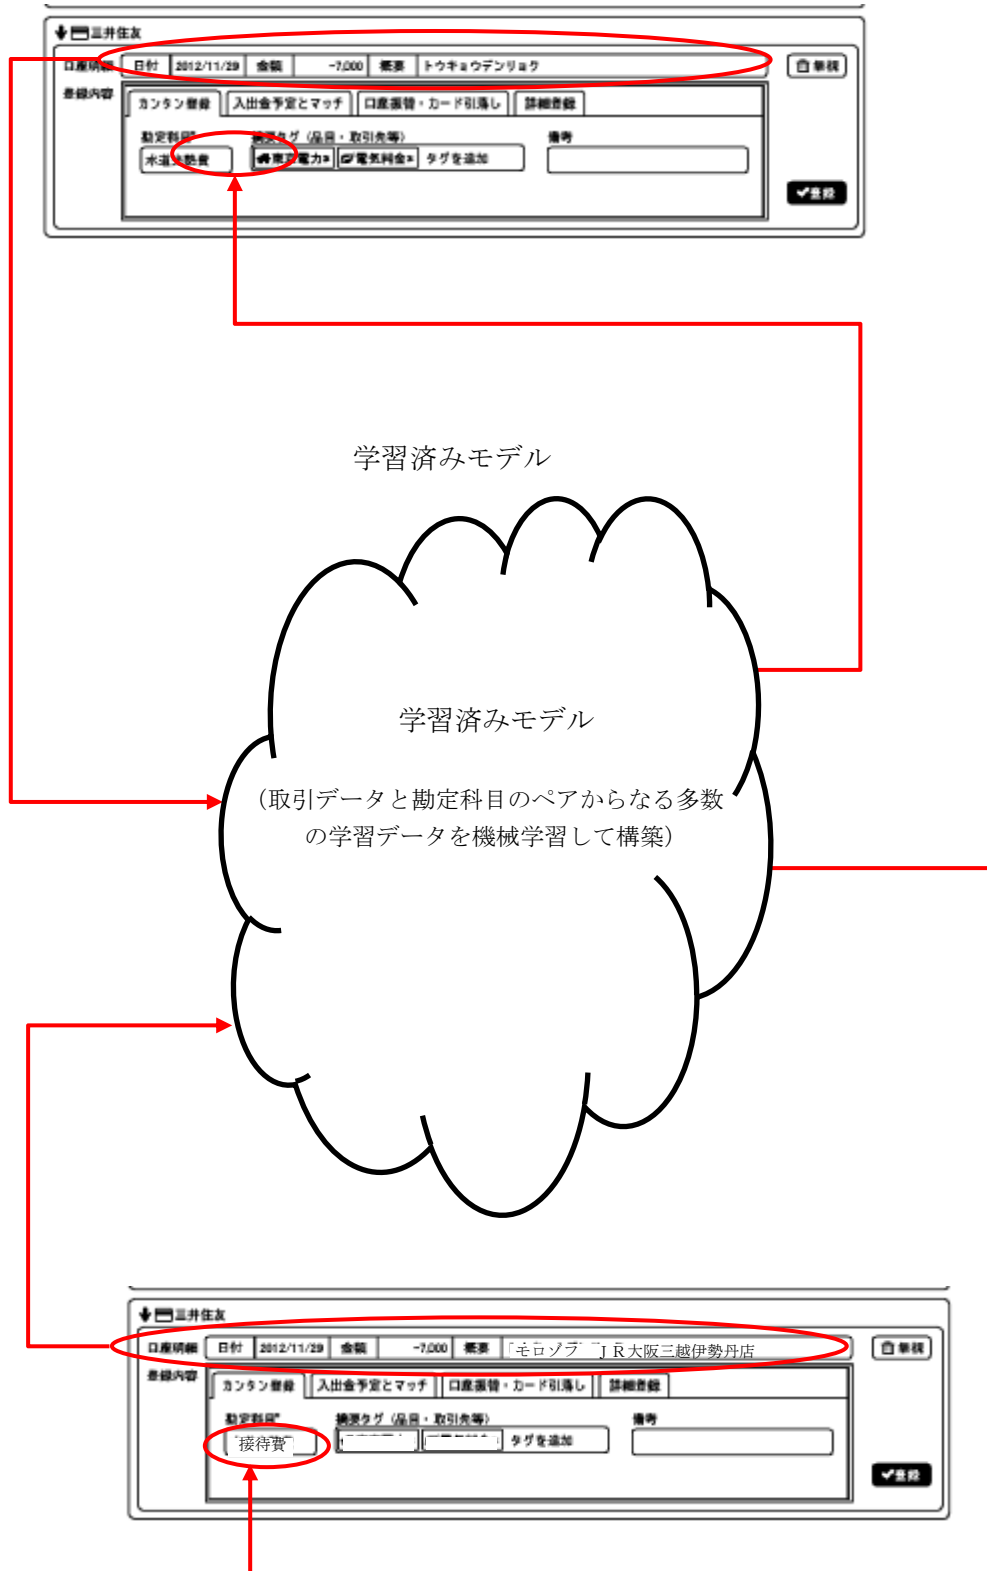 三井住友
口座明細 日付 2012/11/29 金額 -7,000 概要 トウキョウデンリョク 無視
登録内容 カンタン登録 入出金予定とマッチ 口座振替・カード引落し 詳細登録
勘定科目* 摘要タグ(品目・取引先等) 備考
水道光熱費 東京電力× 電気料金× タグを追加
登録
学習済みモデル
学習済みモデル
(取引データと勘定科目のペアからなる多数
の学習データを機械学習して構築)
三井住友
口座明細 日付 2012/11/29 金額 -7,000 概要 「モロゾフ JR大阪三越伊勢丹店 無視
登録内容 カンタン登録 入出金予定とマッチ 口座振替・カード引落し 詳細登録
勘定科目* 摘要タグ(品目・取引先等) 備考
接待費 タグを追加
登録